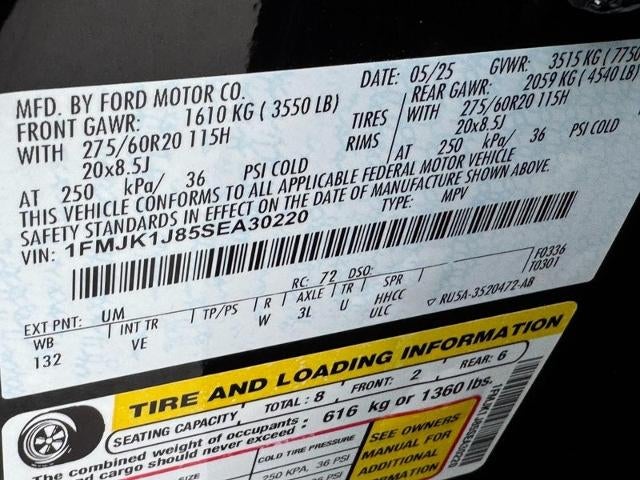 MFD. BY FORD MOTOR CO. DATE: 05/25 GVWR: 3515 KG (7750
FRONT GAWR: 1610 KG (3550 LB) REAR GAWR: 2059 KG (4540 LB)
WITH 275/60R20 115H TIRES WITH 275/60R20 115H
20x8.5J RIMS 20x8.5J
AT 250 kPa/ 36 PSI COLD AT 250 kPa/ 36 PSI COLD
THIS VEHICLE CONFORMS TO ALL APPLICABLE FEDERAL MOTOR VEHICLE
SAFETY STANDARDS IN EFFECT ON THE DATE OF MANUFACTURE SHOWN ABOVE.
VIN: 1FMJK1J85SEA30220 TYPE: MPV
F0336
T0301
EXT PNT: UM RC: 72 DSO:
WB INT TR TP/PS R AXLE TR SPR
132 VE W 3L U HHCC
ULC
▽ RU5A-3520472-AB
TIRE AND LOADING INFORMATION
SEATING CAPACITY TOTAL: 8 FRONT: 2 REAR: 6
The combined weight of occupants
and cargo should never exceed: 616 kg or 1360 lbs.
COLD TIRE PRESSURE
250 KPA, 36 PSI
SEE OWNERS
MANUAL FOR
ADDITIONAL